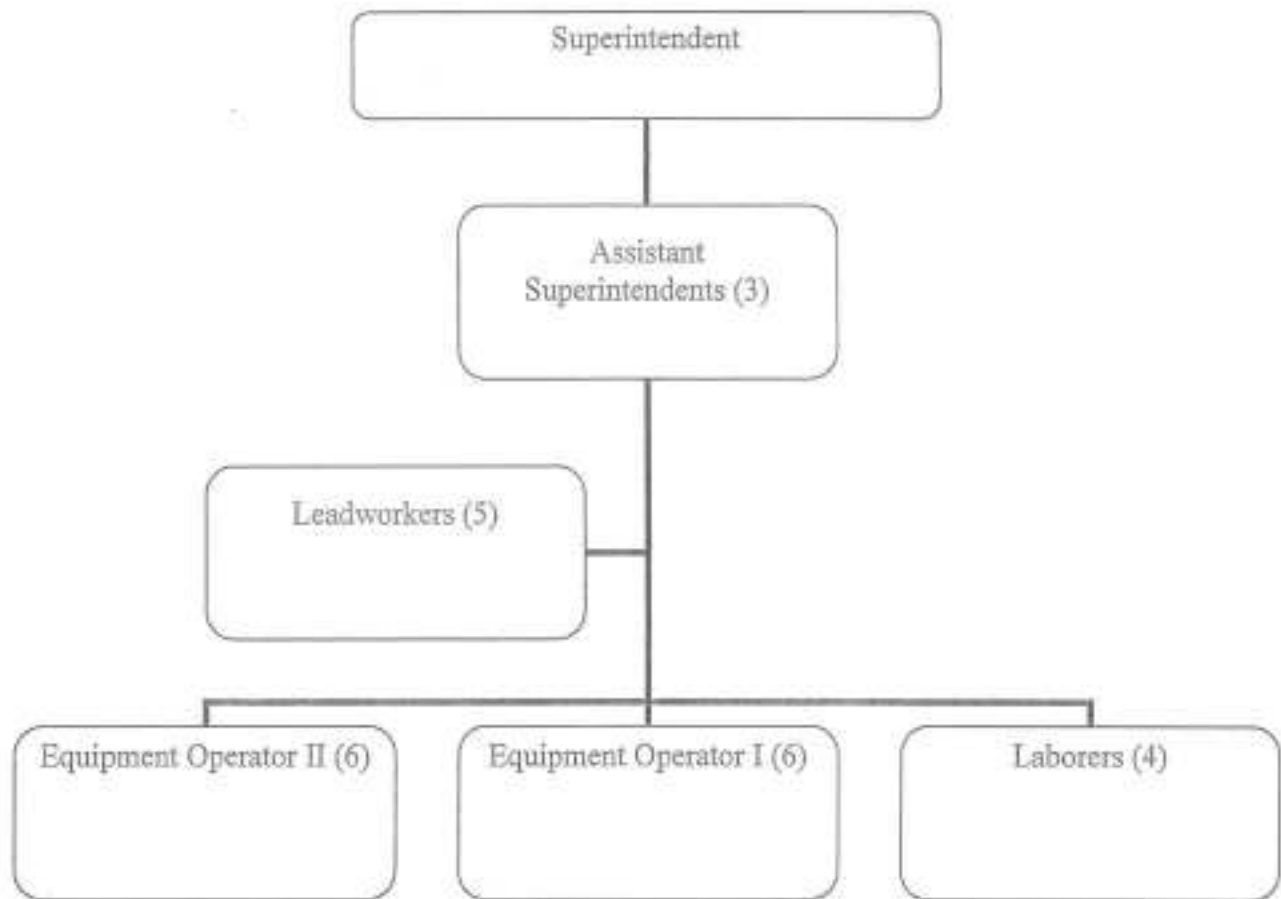 Superintendent
Assistant
Superintendents (3)
Leadworkers (5)
Equipment Operator II (6)
Equipment Operator I (6)
Laborers (4)